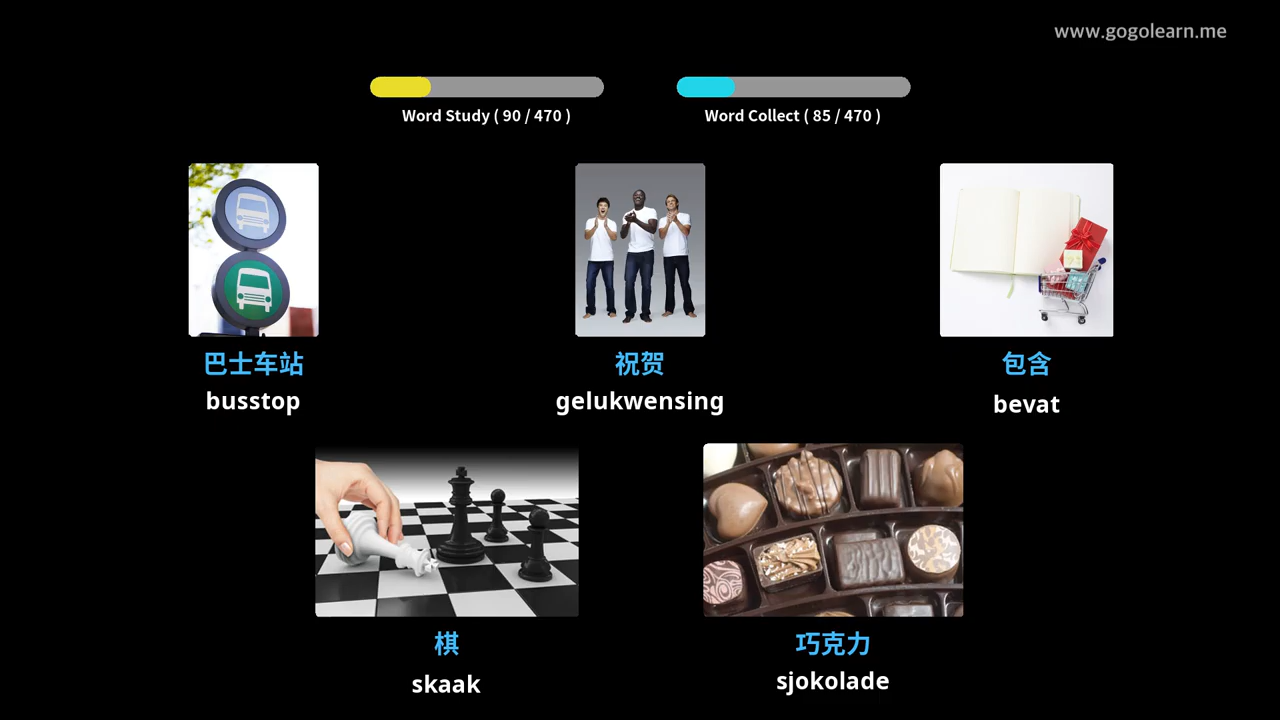 www.gogolearn.me
Word Study ( 90 / 470 )
Word Collect ( 85 / 470 )
巴士车站
busstop
祝贺
gelukwensing
包含
bevat
棋
skaak
巧克力
sjokolade